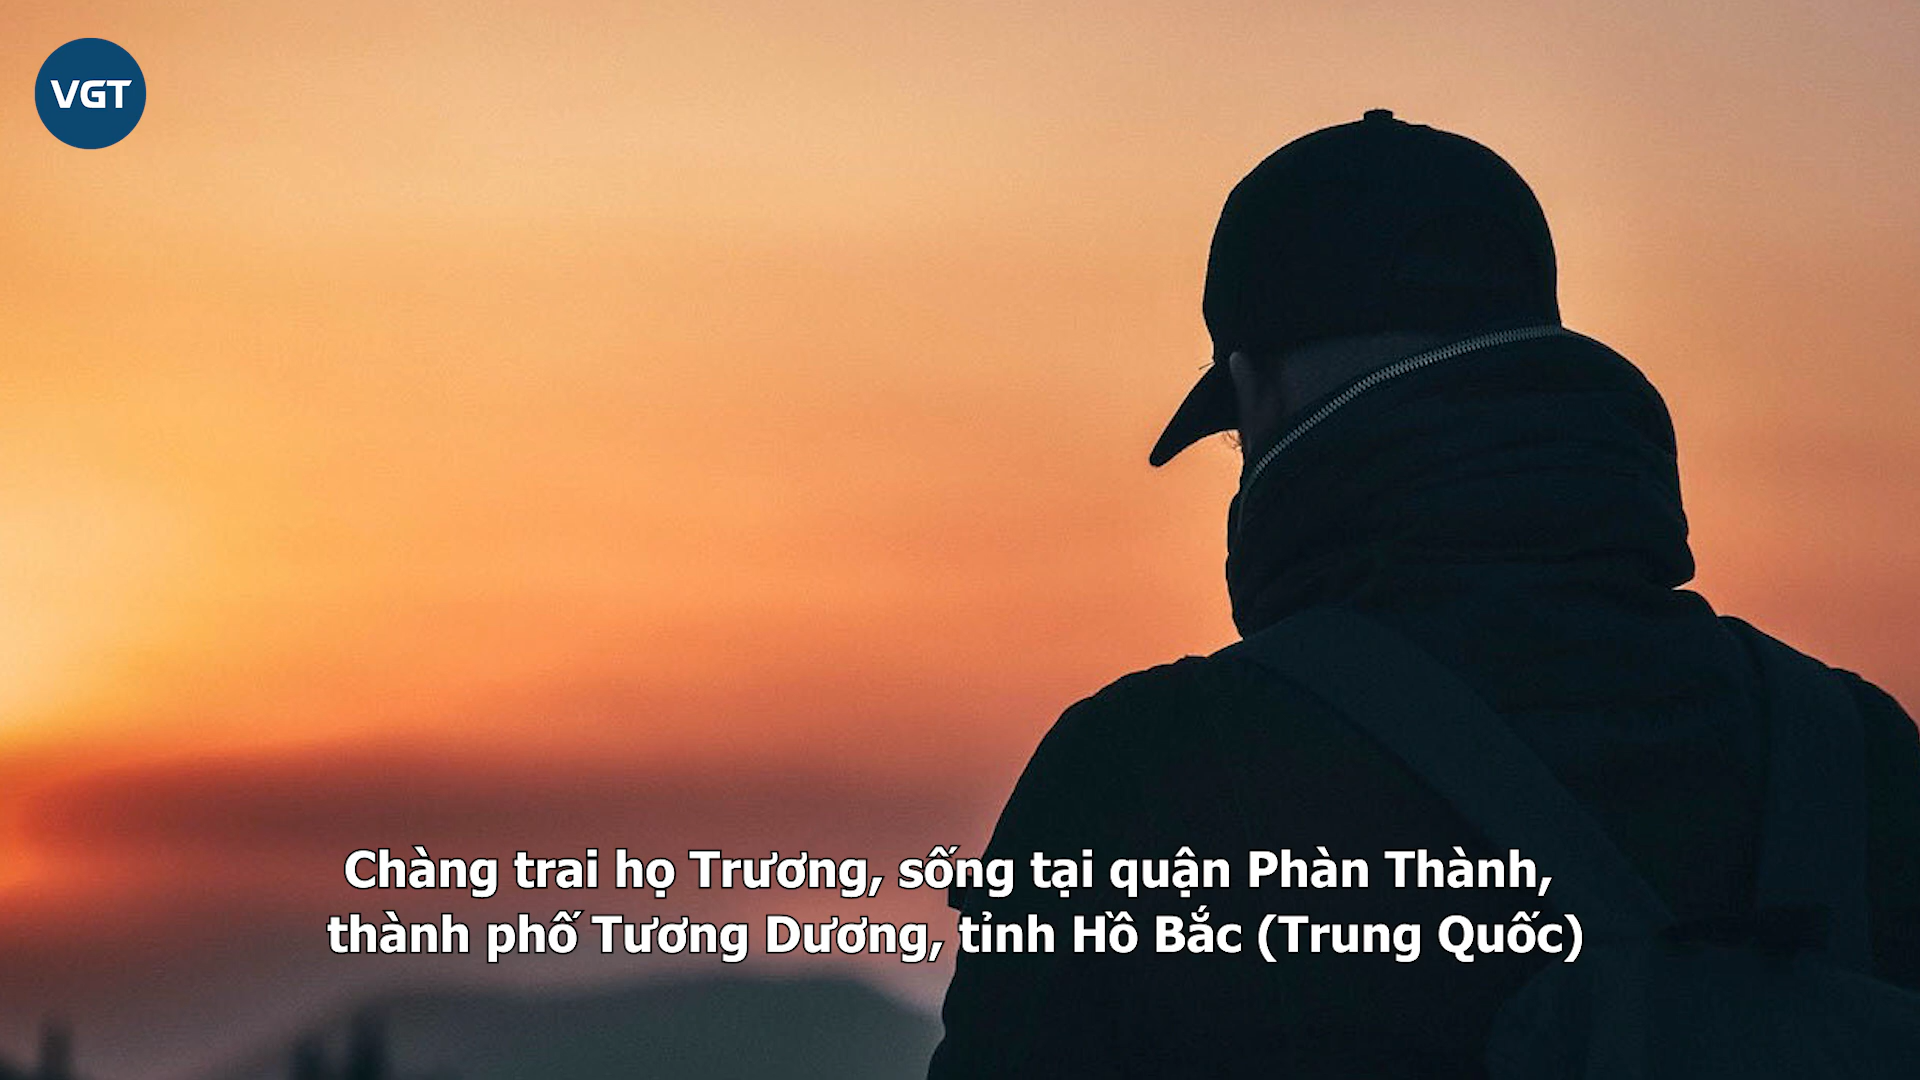 VGT
Chàng trai họ Trương, sống tại quận Phàn Thành,
thành phố Tương Dương, tỉnh Hồ Bắc (Trung Quốc)